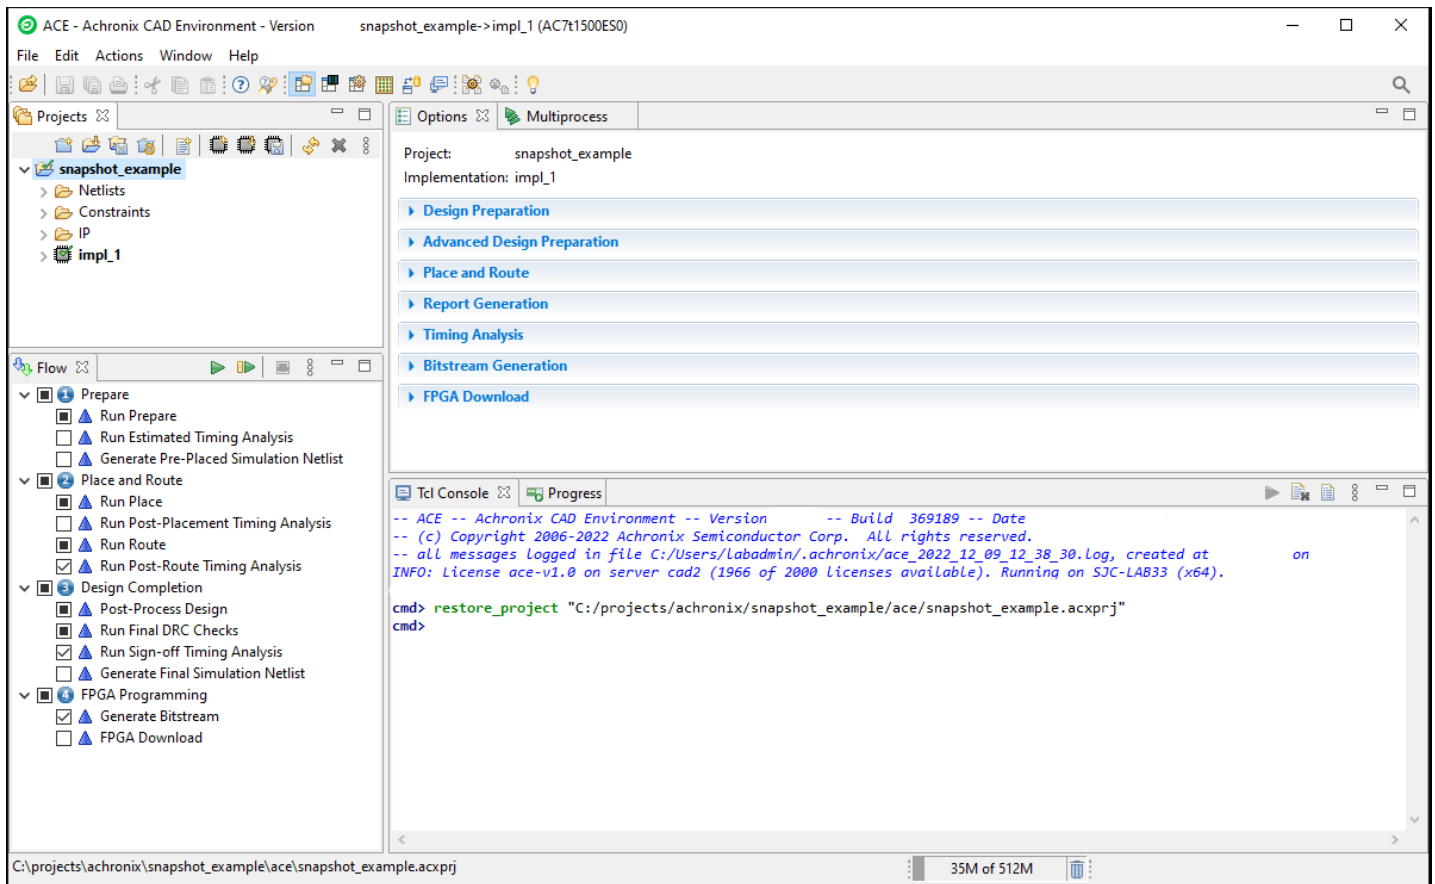 ACE - Achronix CAD Environment - Version snapshot_example->impl_1 (AC7t1500ES0)
File Edit Actions Window Help
Projects
snapshot_example
Netlists
Constraints
IP
impl_1
Options Multiprocess
Project: snapshot_example
Implementation: impl_1
Design Preparation
Advanced Design Preparation
Place and Route
Report Generation
Timing Analysis
Bitstream Generation
FPGA Download
Flow
1 Prepare
Run Prepare
Run Estimated Timing Analysis
Generate Pre-Placed Simulation Netlist
2 Place and Route
Run Place
Run Post-Placement Timing Analysis
Run Route
Run Post-Route Timing Analysis
3 Design Completion
Post-Process Design
Run Final DRC Checks
Run Sign-off Timing Analysis
Generate Final Simulation Netlist
4 FPGA Programming
Generate Bitstream
FPGA Download
Tcl Console Progress
-- ACE -- Achronix CAD Environment -- Version -- Build 369189 -- Date
-- (c) Copyright 2006-2022 Achronix Semiconductor Corp. All rights reserved.
-- all messages logged in file C:/Users/labadmin/.achronix/ace_2022_12_09_12_38_30.log, created at on
INFO: License ace-v1.0 on server cad2 (1966 of 2000 licenses available). Running on SJC-LAB33 (x64).
cmd> restore_project "C:/projects/achronix/snapshot_example/ace/snapshot_example.acxprj"
cmd>
C:\projects\achronix\snapshot_example\ace\snapshot_example.acxprj
35M of 512M